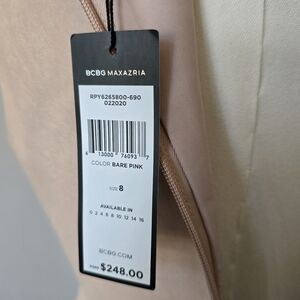 BCBG MAXAZRIA
RPY6265800-690
022020
6 13000 76093 7
COLOR BARE PINK
SIZE 8
AVAILABLE IN
0 2 4 6 8 10 12 14 16
BCBG.COM
MSRP $248.00